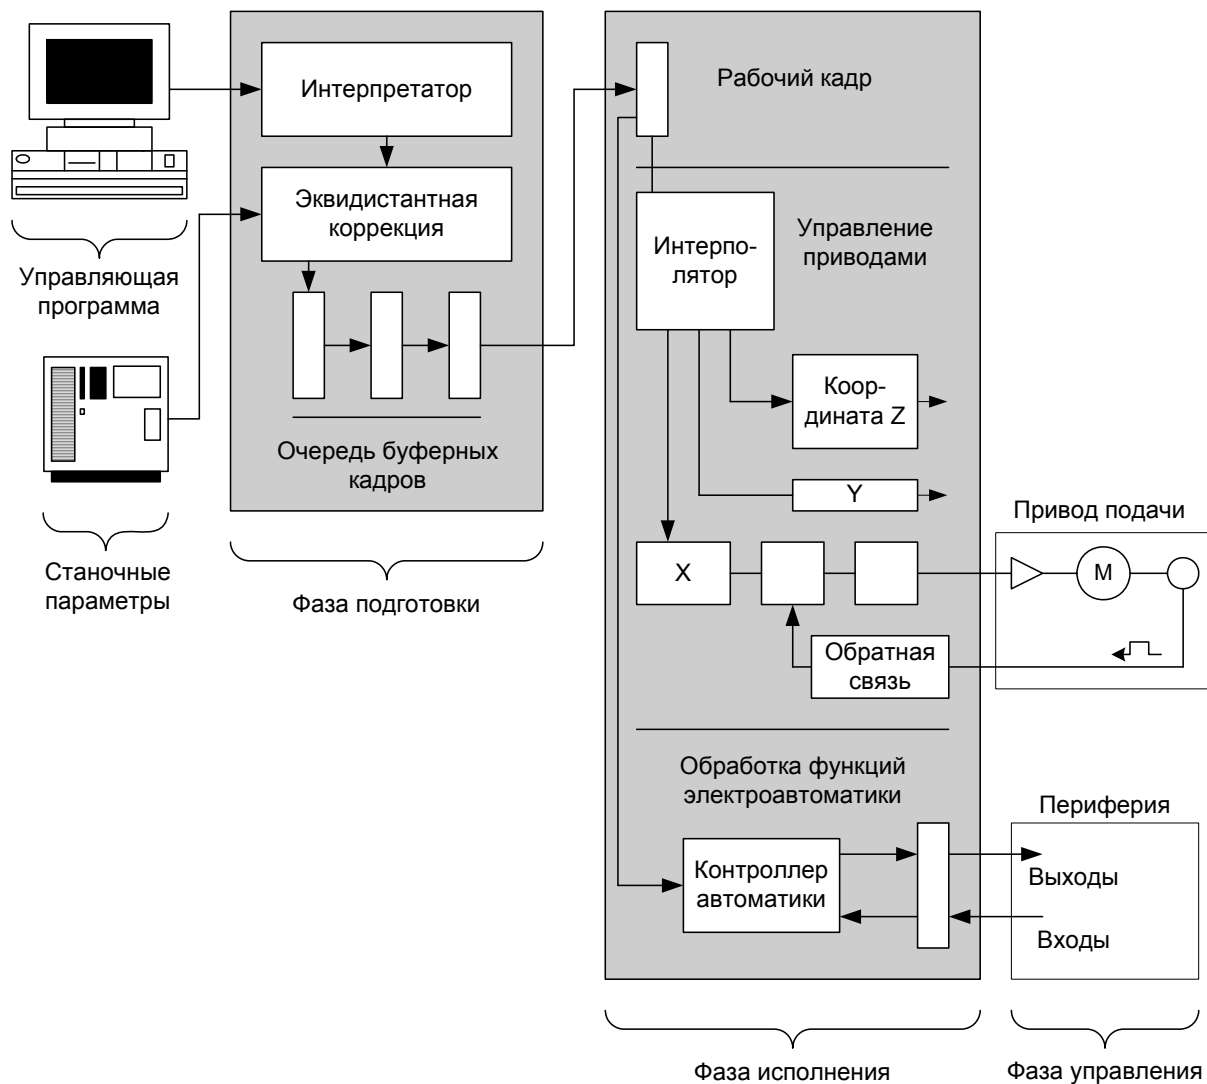 Управляющая
программа
Станочные
параметры
Интерпретатор
Эквидистантная
коррекция
Очередь буферных
кадров
Фаза подготовки
Рабочий кадр
Интерпо-
лятор
Управление
приводами
Коор-
дината Z
Y
X
Обратная
связь
Привод подачи
M
Обработка функций
электроавтоматики
Контроллер
автоматики
Периферия
Выходы
Входы
Фаза исполнения
Фаза управления